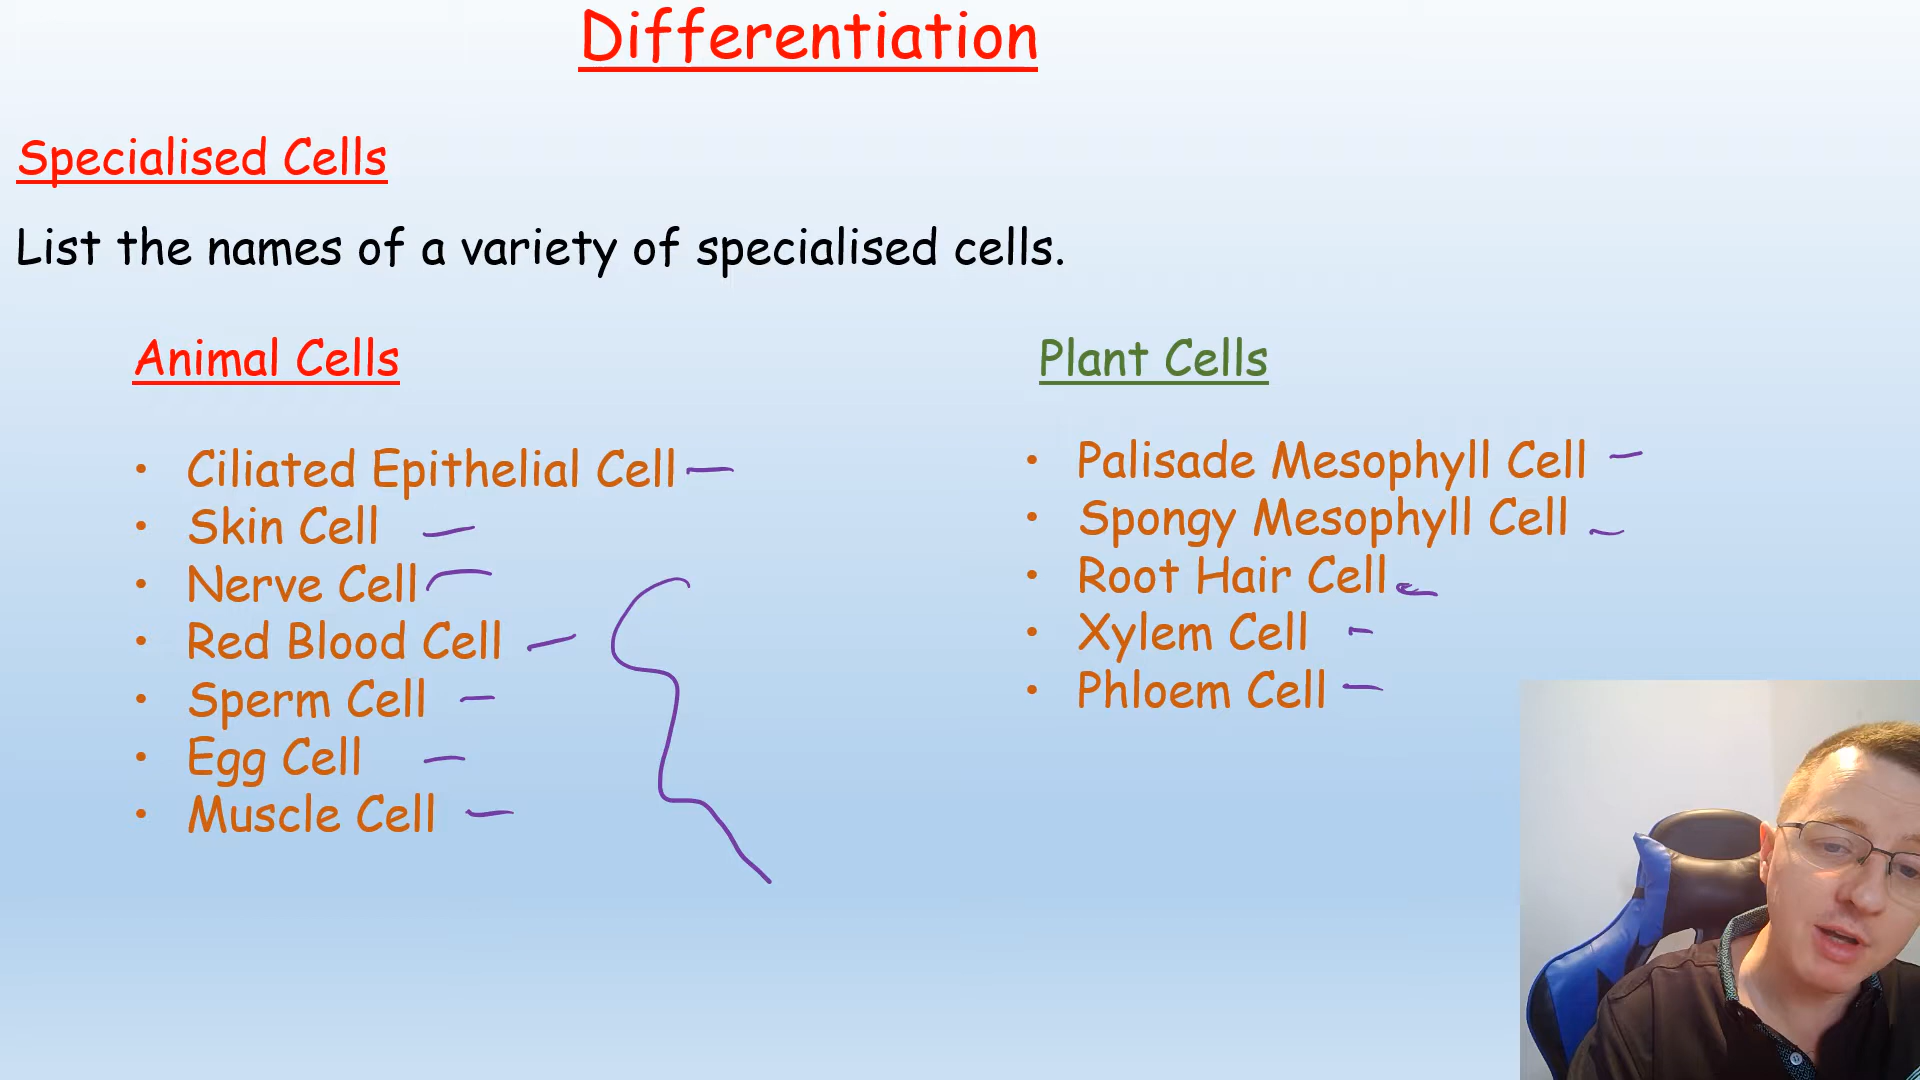 Differentiation
Specialised Cells
List the names of a variety of specialised cells.
Animal Cells
• Ciliated Epithelial Cell
• Skin Cell
• Nerve Cell
• Red Blood Cell
• Sperm Cell
• Egg Cell
• Muscle Cell
Plant Cells
• Palisade Mesophyll Cell
• Spongy Mesophyll Cell
• Root Hair Cell
• Xylem Cell
• Phloem Cell